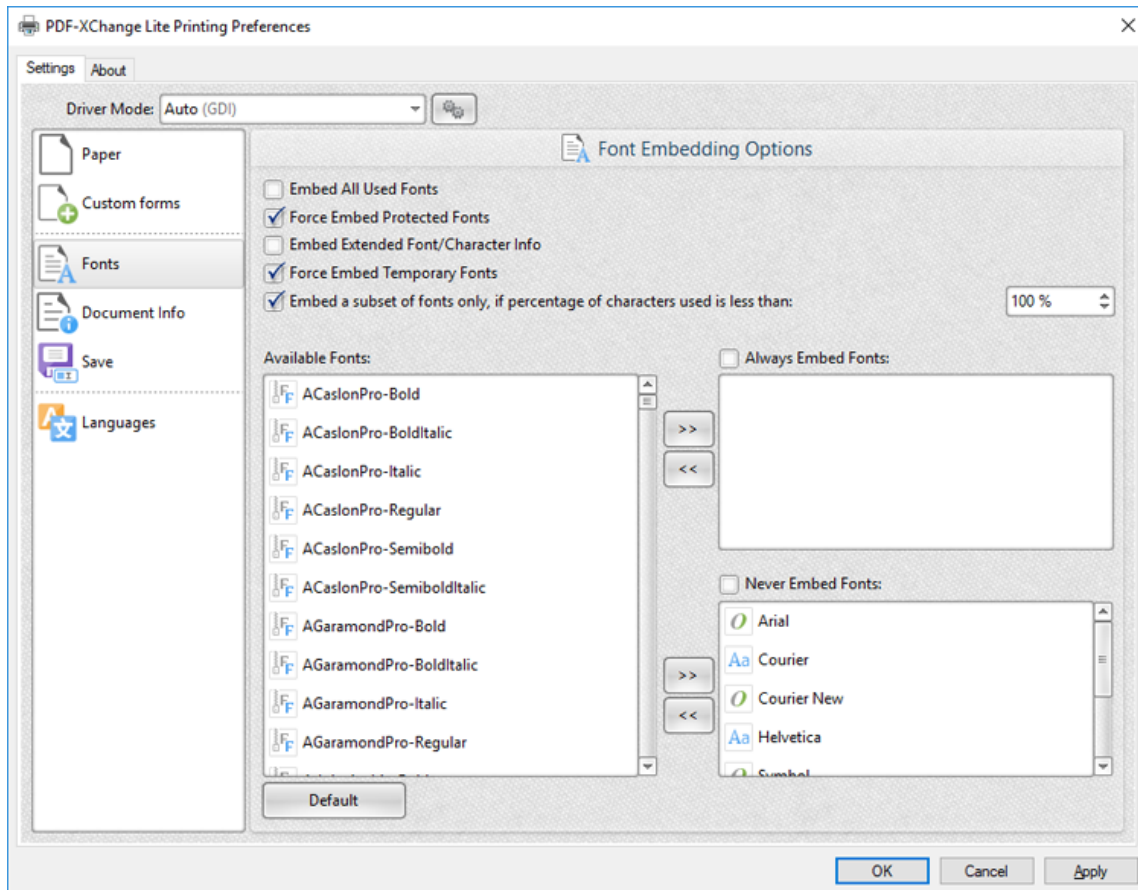 PDF-XChange Lite Printing Preferences
Settings
About
Driver Mode: Auto (GDI)
Paper
Custom forms
Fonts
Document Info
Save
Languages
Font Embedding Options
Embed All Used Fonts
Force Embed Protected Fonts
Embed Extended Font/Character Info
Force Embed Temporary Fonts
Embed a subset of fonts only, if percentage of characters used is less than: 100 %
Available Fonts:
ACaslonPro-Bold
ACaslonPro-BoldItalic
ACaslonPro-Italic
ACaslonPro-Regular
ACaslonPro-Semibold
ACaslonPro-SemiboldItalic
AGaramondPro-Bold
AGaramondPro-BoldItalic
AGaramondPro-Italic
AGaramondPro-Regular
Default
>>
<<
Always Embed Fonts:
>>
<<
Never Embed Fonts:
Arial
Courier
Courier New
Helvetica
Symbol
OK
Cancel
Apply